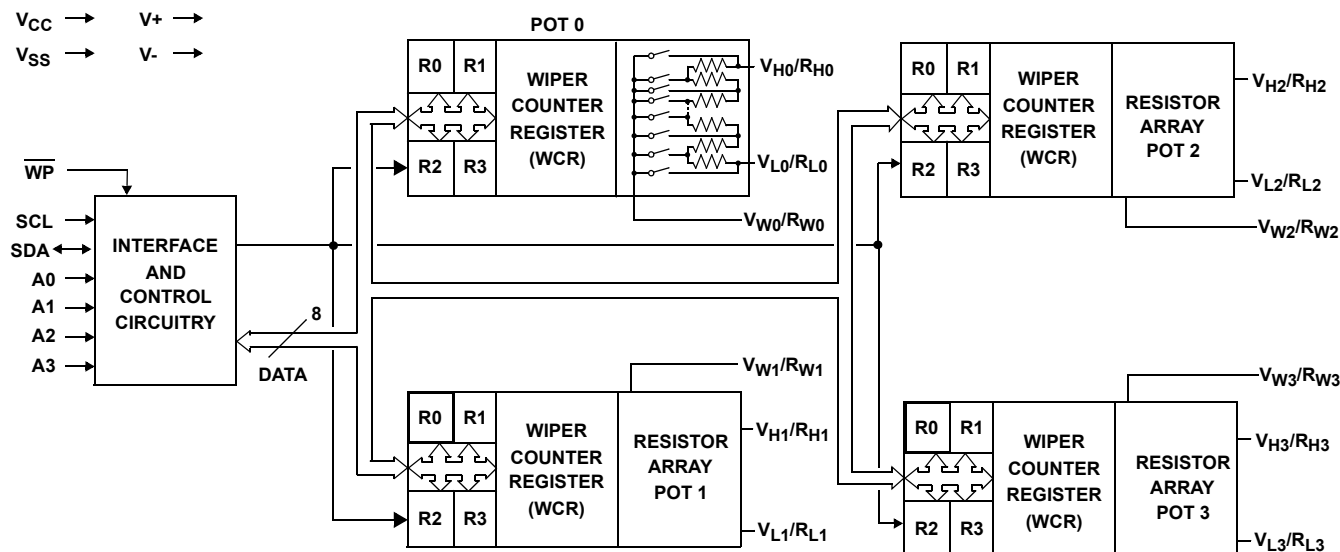 VCC V+
VSS V-
WP
SCL
SDA
A0
A1
A2
A3
INTERFACE
AND
CONTROL
CIRCUITRY
8
DATA
POT 0
R0 R1
R2 R3
WIPER
COUNTER
REGISTER
(WCR)
VH0/RH0
VL0/RL0
VW0/RW0
R0 R1
R2 R3
WIPER
COUNTER
REGISTER
(WCR)
RESISTOR
ARRAY
POT 2
VH2/RH2
VL2/RL2
VW2/RW2
R0 R1
R2 R3
WIPER
COUNTER
REGISTER
(WCR)
RESISTOR
ARRAY
POT 1
VW1/RW1
VH1/RH1
VL1/RL1
R0 R1
R2 R3
WIPER
COUNTER
REGISTER
(WCR)
RESISTOR
ARRAY
POT 3
VW3/RW3
VH3/RH3
VL3/RL3